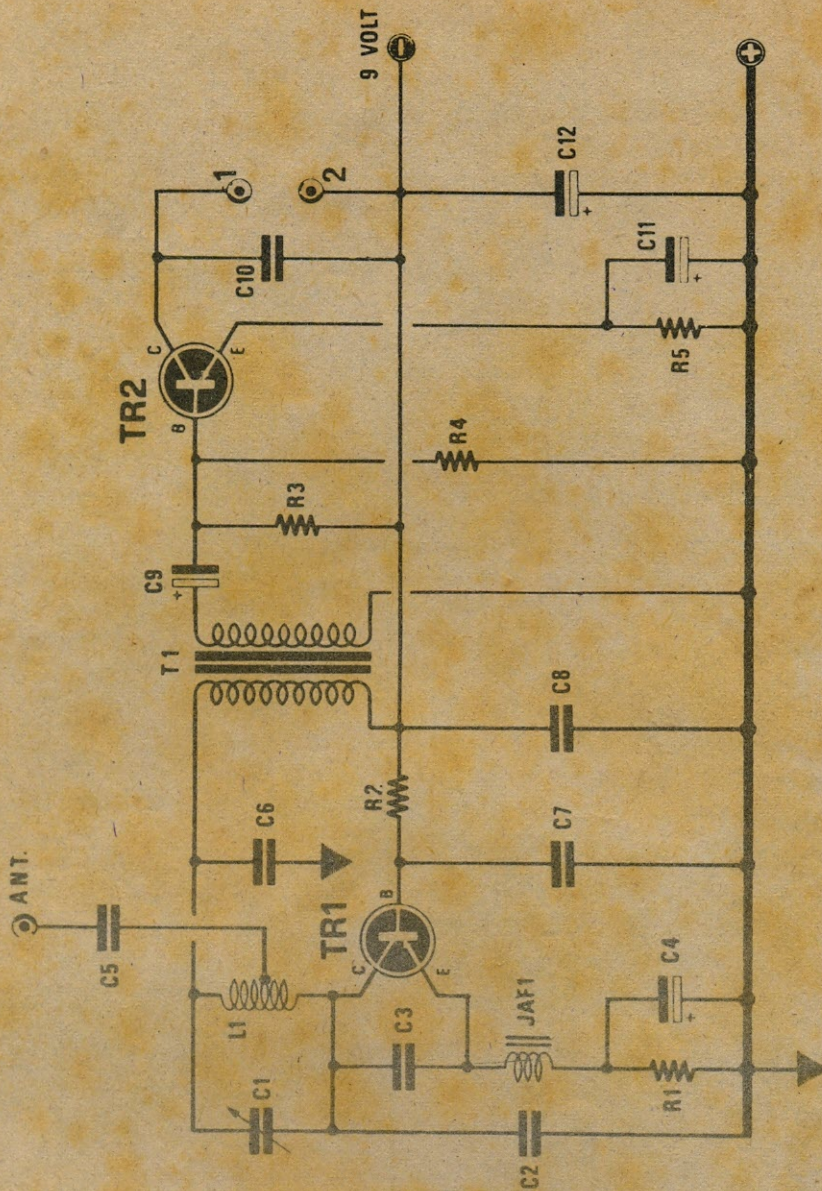 ANT.
C5
L1
C1
C6
TR1
C
B
E
C3
JAF1
C2
R1
C4
C7
R2
C8
T1
C9
+
R3
TR2
B
C
E
R4
C10
1
2
9 VOLT
-
R5
C11
+
C12
+
+
+